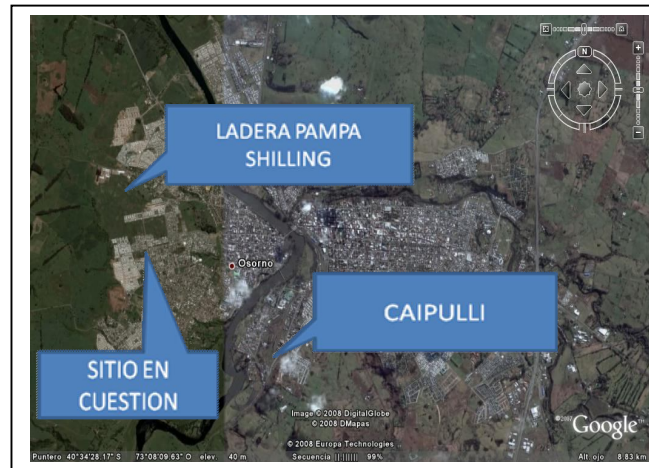 N
LADERA PAMPA
SHILLING
Osorno
CAIPULLI
SITIO EN
CUESTION
Image © 2008 DigitalGlobe
© 2008 DMapas
© 2008 Europa Technologies
©2007 Google
Puntero 40°34'28.17" S 73°08'09.63" O elev. 40 m Secuencia 99% Alt ojo 8.83 km